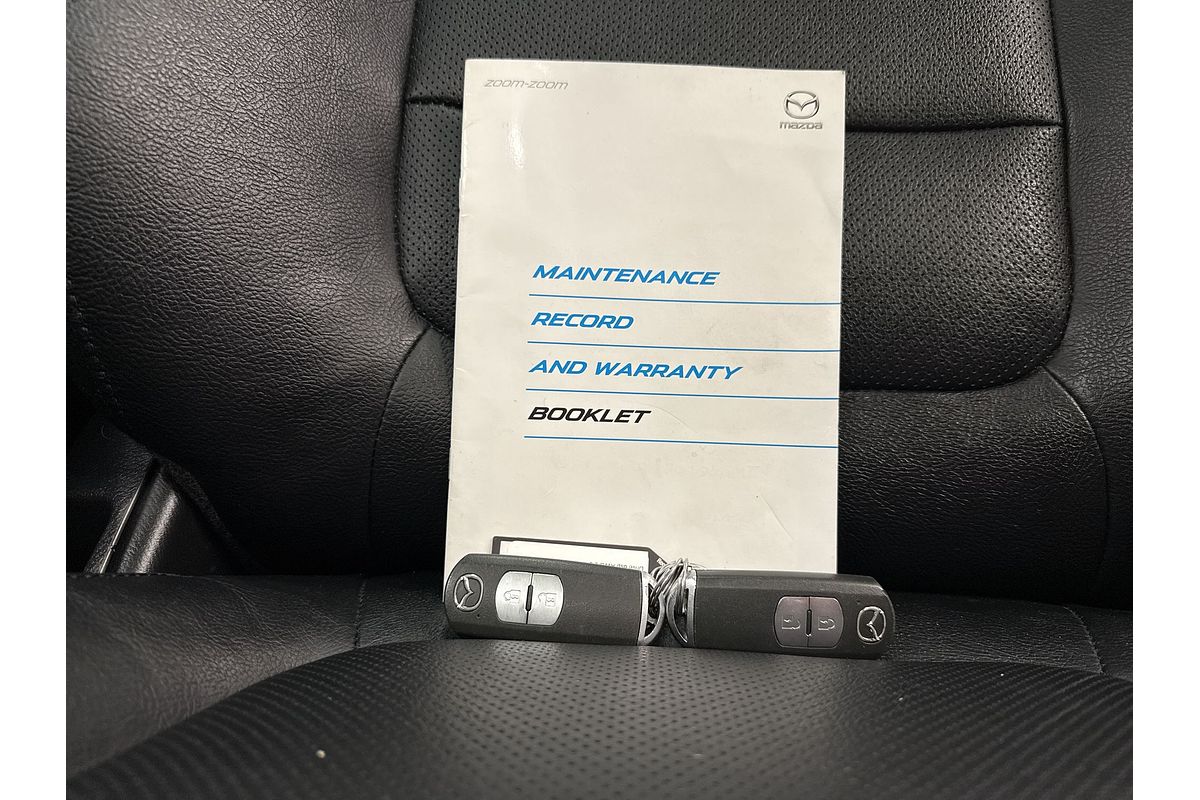 zoom-zoom
mazda
MAINTENANCE
RECORD
AND WARRANTY
BOOKLET